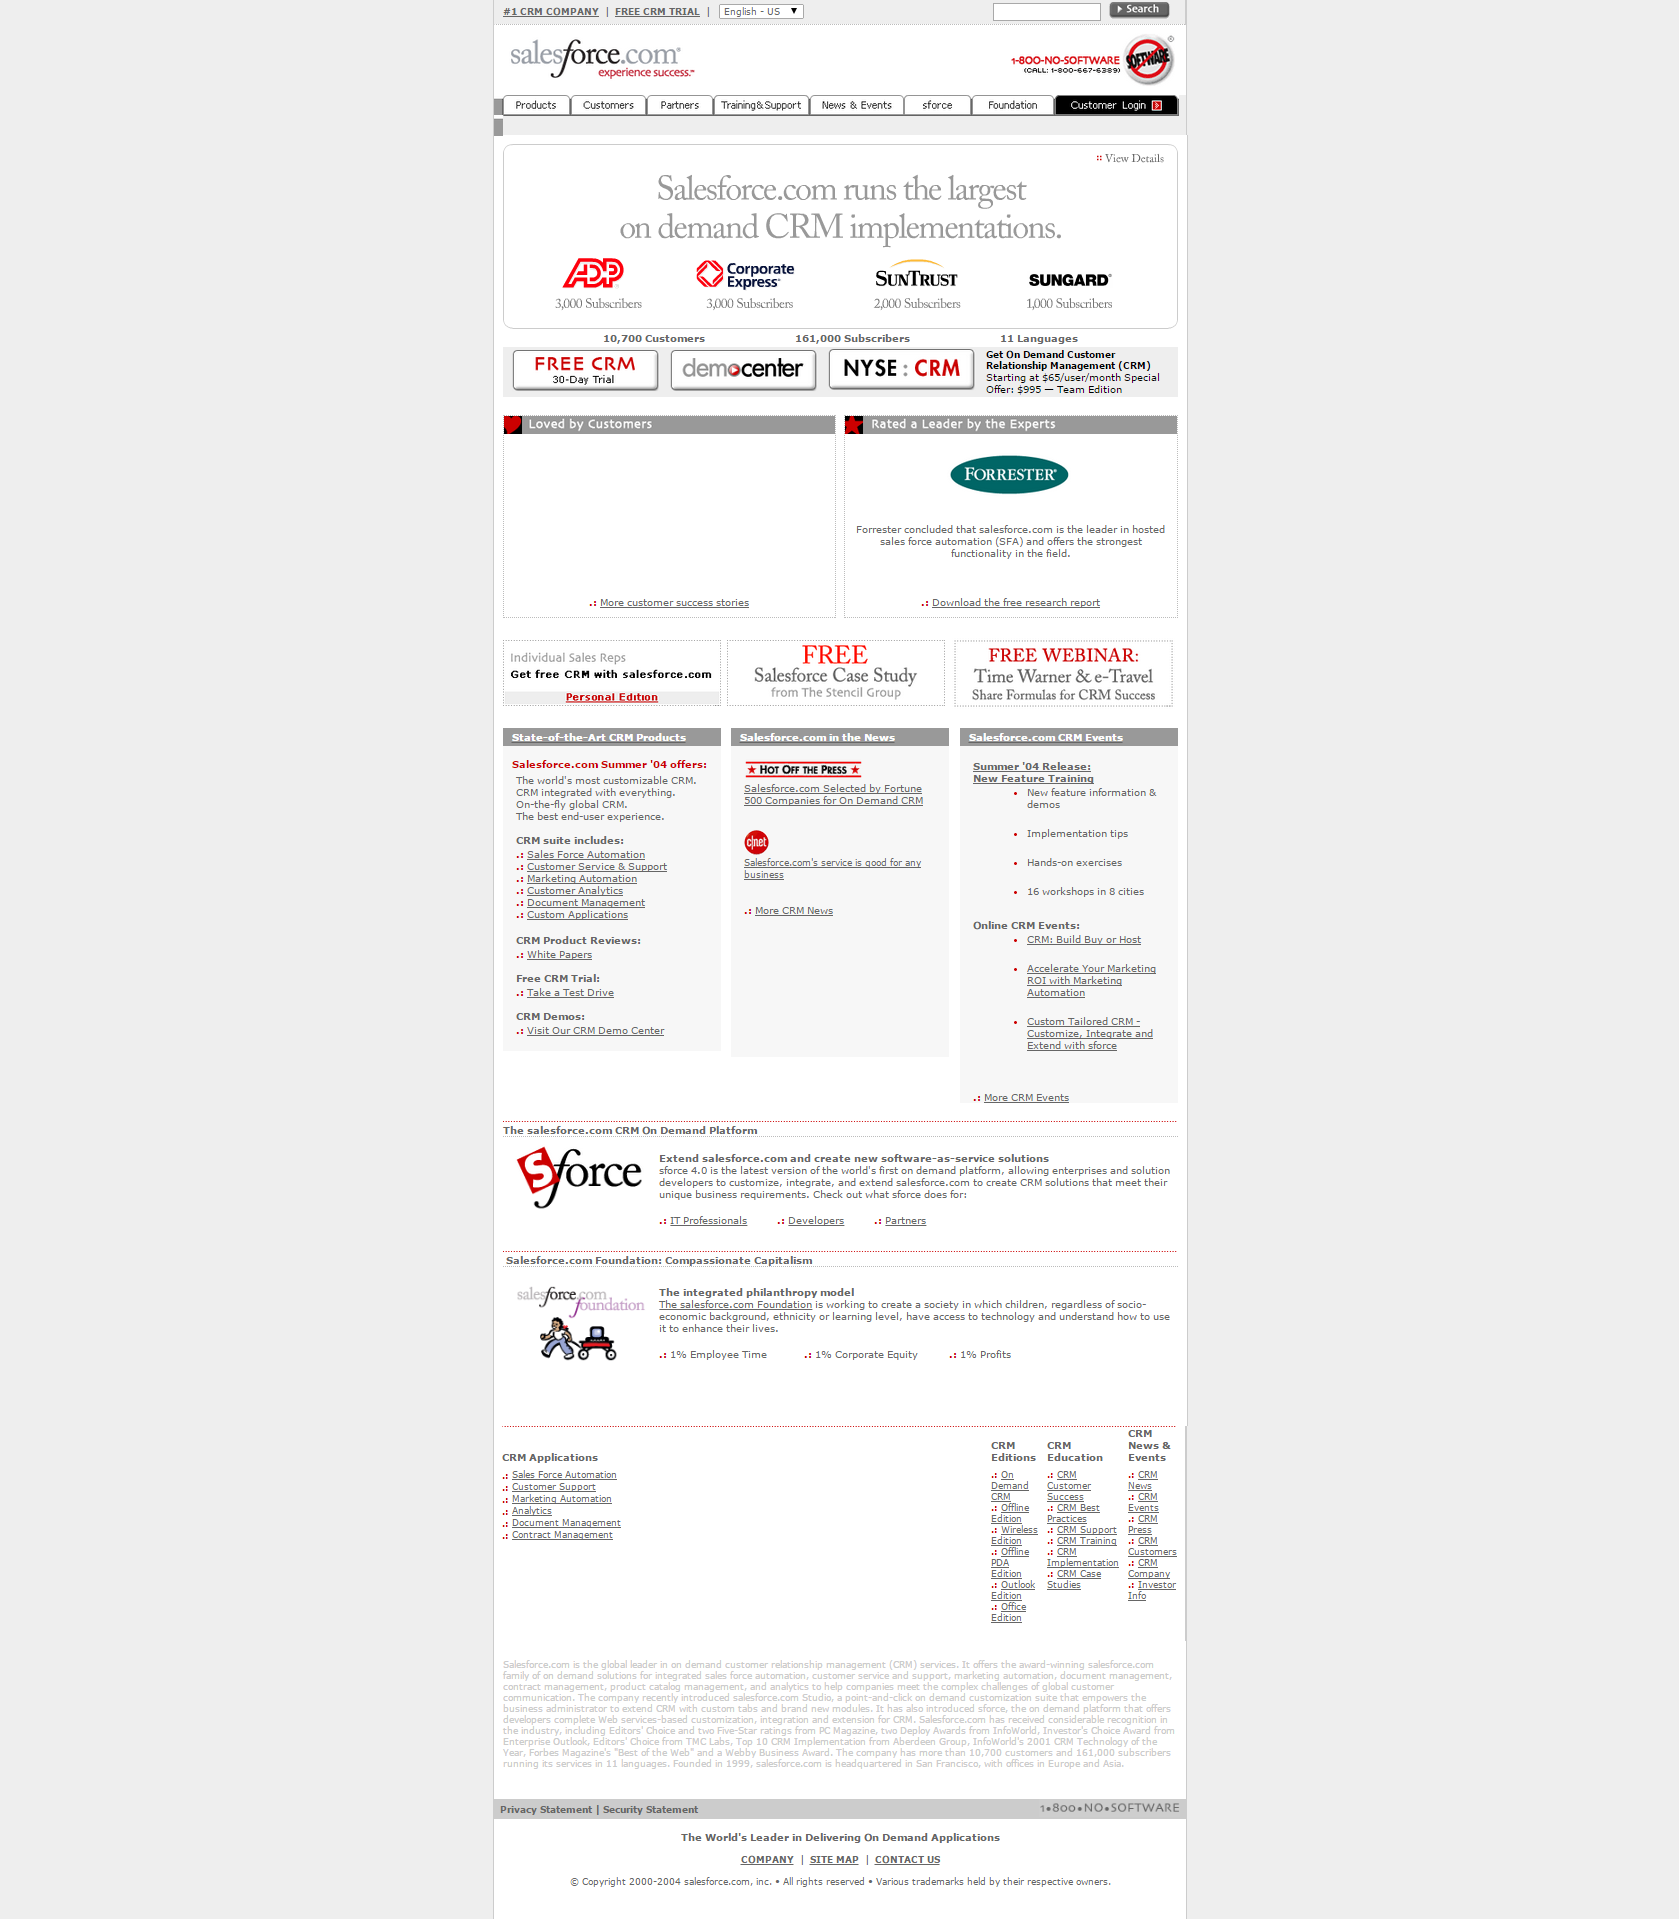 #1 CRM COMPANY | FREE CRM TRIAL | English - US Search
salesforce.com®
experience success.™
1-800-NO-SOFTWARE
(CALL: 1-800-667-6389)
SOFTWARE ®
Products Customers Partners Training&Support News & Events sforce Foundation Customer Login
:: View Details
Salesforce.com runs the largest
on demand CRM implementations.
ADP Corporate Express® SUNTRUST SUNGARD®
3,000 Subscribers 3,000 Subscribers 2,000 Subscribers 1,000 Subscribers
10,700 Customers 161,000 Subscribers 11 Languages
FREE CRM
30-Day Trial
democenter
NYSE : CRM
Get On Demand Customer
Relationship Management (CRM)
Starting at $65/user/month Special
Offer: $995 — Team Edition
Loved by Customers
.: More customer success stories
Rated a Leader by the Experts
FORRESTER®
Forrester concluded that salesforce.com is the leader in hosted
sales force automation (SFA) and offers the strongest
functionality in the field.
.: Download the free research report
Individual Sales Reps
Get free CRM with salesforce.com
Personal Edition
FREE
Salesforce Case Study
from The Stencil Group
FREE WEBINAR:
Time Warner & e-Travel
Share Formulas for CRM Success
State-of-the-Art CRM Products
Salesforce.com Summer '04 offers:
The world's most customizable CRM.
CRM integrated with everything.
On-the-fly global CRM.
The best end-user experience.
CRM suite includes:
.: Sales Force Automation
.: Customer Service & Support
.: Marketing Automation
.: Customer Analytics
.: Document Management
.: Custom Applications
CRM Product Reviews:
.: White Papers
Free CRM Trial:
.: Take a Test Drive
CRM Demos:
.: Visit Our CRM Demo Center
Salesforce.com in the News
★ HOT OFF THE PRESS ★
Salesforce.com Selected by Fortune
500 Companies for On Demand CRM
c|net
Salesforce.com's service is good for any
business
.: More CRM News
Salesforce.com CRM Events
Summer '04 Release:
New Feature Training
• New feature information &
demos
• Implementation tips
• Hands-on exercises
• 16 workshops in 8 cities
Online CRM Events:
• CRM: Build Buy or Host
• Accelerate Your Marketing
ROI with Marketing
Automation
• Custom Tailored CRM -
Customize, Integrate and
Extend with sforce
.: More CRM Events
The salesforce.com CRM On Demand Platform
sforce
Extend salesforce.com and create new software-as-service solutions
sforce 4.0 is the latest version of the world's first on demand platform, allowing enterprises and solution
developers to customize, integrate, and extend salesforce.com to create CRM solutions that meet their
unique business requirements. Check out what sforce does for:
.: IT Professionals .: Developers .: Partners
Salesforce.com Foundation: Compassionate Capitalism
salesforce.com
foundation
The integrated philanthropy model
The salesforce.com Foundation is working to create a society in which children, regardless of socio-
economic background, ethnicity or learning level, have access to technology and understand how to use
it to enhance their lives.
.: 1% Employee Time .: 1% Corporate Equity .: 1% Profits
CRM Applications
.: Sales Force Automation
.: Customer Support
.: Marketing Automation
.: Analytics
.: Document Management
.: Contract Management
CRM
Editions
.: On
Demand
CRM
.: Offline
Edition
.: Wireless
Edition
.: Offline
PDA
Edition
.: Outlook
Edition
.: Office
Edition
CRM
Education
.: CRM
Customer
Success
.: CRM Best
Practices
.: CRM Support
.: CRM Training
.: CRM
Implementation
.: CRM Case
Studies
CRM
News &
Events
.: CRM
News
.: CRM
Events
.: CRM
Press
.: CRM
Customers
.: CRM
Company
.: Investor
Info
Salesforce.com is the global leader in on demand customer relationship management (CRM) services. It offers the award-winning salesforce.com
family of on demand solutions for integrated sales force automation, customer service and support, marketing automation, document management,
contract management, product catalog management, and analytics to help companies meet the complex challenges of global customer
communication. The company recently introduced salesforce.com Studio, a point-and-click on demand customization suite that empowers the
business administrator to extend CRM with custom tabs and brand new modules. It has also introduced sforce, the on demand platform that offers
developers complete Web services-based customization, integration and extension for CRM. Salesforce.com has received considerable recognition in
the industry, including Editors' Choice and two Five-Star ratings from PC Magazine, two Deploy Awards from InfoWorld, Investor's Choice Award from
Enterprise Outlook, Editors' Choice from TMC Labs, Top 10 CRM Implementation from Aberdeen Group, InfoWorld's 2001 CRM Technology of the
Year, Forbes Magazine's "Best of the Web" and a Webby Business Award. The company has more than 10,700 customers and 161,000 subscribers
running its services in 11 languages. Founded in 1999, salesforce.com is headquartered in San Francisco, with offices in Europe and Asia.
Privacy Statement | Security Statement 1•800•NO•SOFTWARE
The World's Leader in Delivering On Demand Applications
COMPANY | SITE MAP | CONTACT US
© Copyright 2000-2004 salesforce.com, inc. • All rights reserved • Various trademarks held by their respective owners.